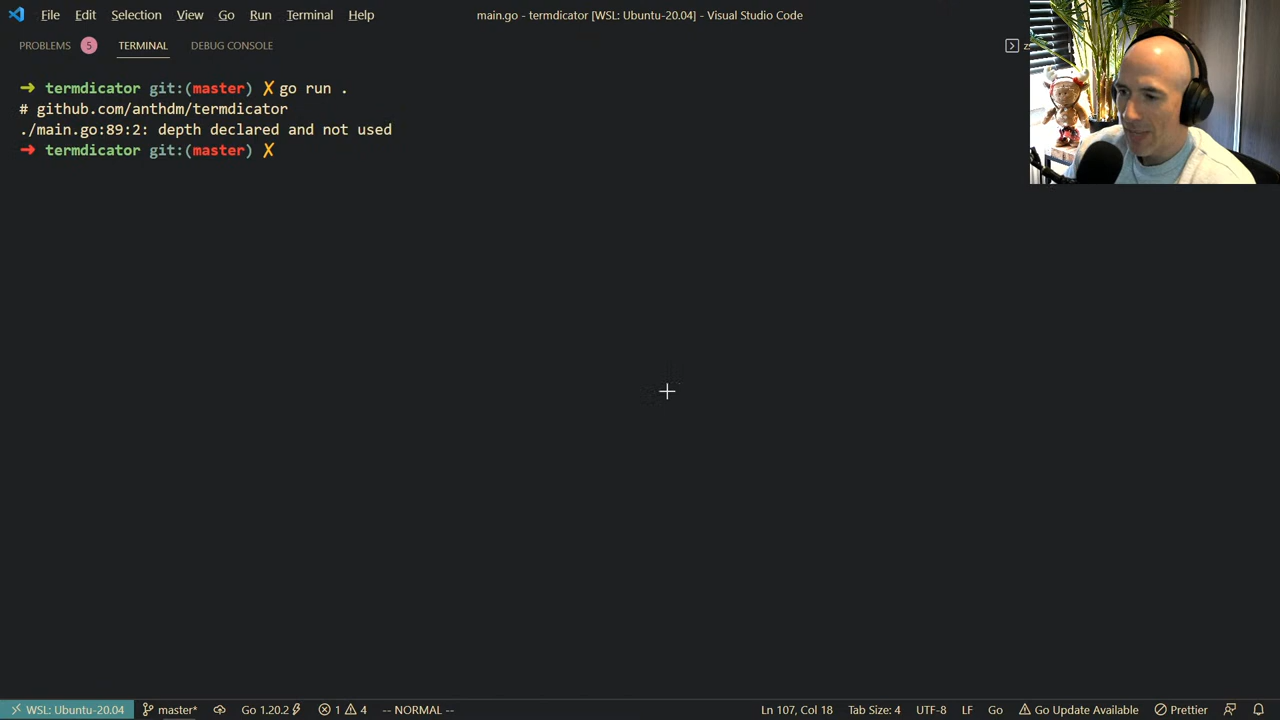 File Edit Selection View Go Run Terminal Help
main.go - termdicator [WSL: Ubuntu-20.04] - Visual Studio Code
PROBLEMS 5 TERMINAL DEBUG CONSOLE
➜ termdicator git:(master) ✗ go run .
# github.com/anthdm/termdicator
./main.go:89:2: depth declared and not used
➜ termdicator git:(master) ✗
WSL: Ubuntu-20.04 master* Go 1.20.2 1 4 -- NORMAL -- Ln 107, Col 18 Tab Size: 4 UTF-8 LF Go Go Update Available Prettier